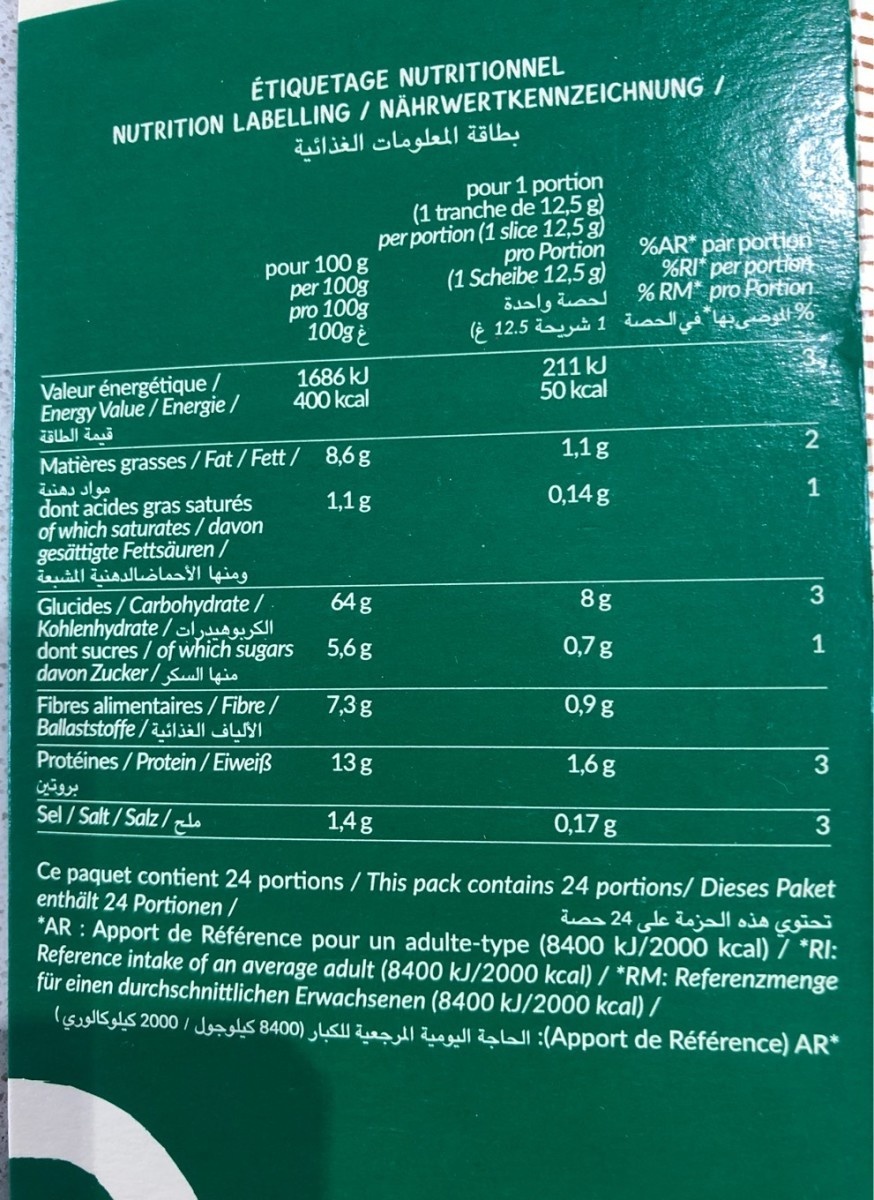 ÉTIQUETAGE NUTRITIONNEL
NUTRITION LABELLING / NÄHRWERTKENNZEICHNUNG /
بطاقة المعلومات الغذائية
pour 100 g
per 100g
pro 100g
100g غ
pour 1 portion
(1 tranche de 12,5 g)
per portion (1 slice 12,5 g)
pro Portion
(1 Scheibe 12,5 g)
لحصة واحدة
1 شريحة 12.5 غ)
%AR* par portion
%RI* per portion
% RM* pro Portion
% الموصى بها* في الحصة
Valeur énergétique / 1686 kJ 211 kJ 3
Energy Value / Energie / 400 kcal 50 kcal
قيمة الطاقة
Matières grasses / Fat / Fett / 8,6 g 1,1 g 2
مواد دهنية
dont acides gras saturés 1,1 g 0,14 g 1
of which saturates / davon
gesättigte Fettsäuren /
ومنها الأحماضالدهنية المشبعة
Glucides / Carbohydrate / 64 g 8 g 3
Kohlenhydrate / الكربوهيدرات
dont sucres / of which sugars 5,6 g 0,7 g 1
davon Zucker / منها السكر
Fibres alimentaires / Fibre / 7,3 g 0,9 g
Ballaststoffe / الألياف الغذائية
Protéines / Protein / Eiweiß 13 g 1,6 g 3
بروتين
Sel / Salt / Salz / ملح 1,4 g 0,17 g 3
Ce paquet contient 24 portions / This pack contains 24 portions/ Dieses Paket
enthält 24 Portionen / تحتوي هذه الحزمة على 24 حصة
*AR : Apport de Référence pour un adulte-type (8400 kJ/2000 kcal) / *RI:
Reference intake of an average adult (8400 kJ/2000 kcal) / *RM: Referenzmenge
für einen durchschnittlichen Erwachsenen (8400 kJ/2000 kcal) /
*AR (Apport de Référence): الحاجة اليومية المرجعية للكبار (8400 كيلوجول / 2000 كيلوكالوري)